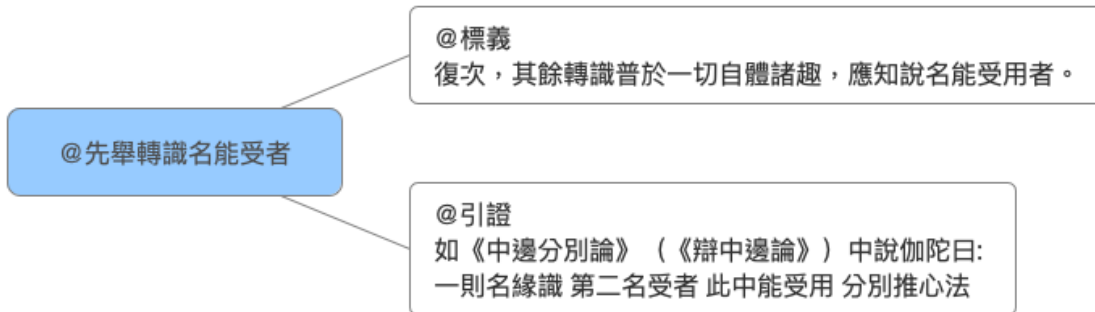 @先舉轉識名能受者
@標義
復次，其餘轉識普於一切自體諸趣，應知說名能受用者。
@引證
如《中邊分別論》（《辯中邊論》）中說伽陀曰:
一則名緣識 第二名受者 此中能受用 分別推心法